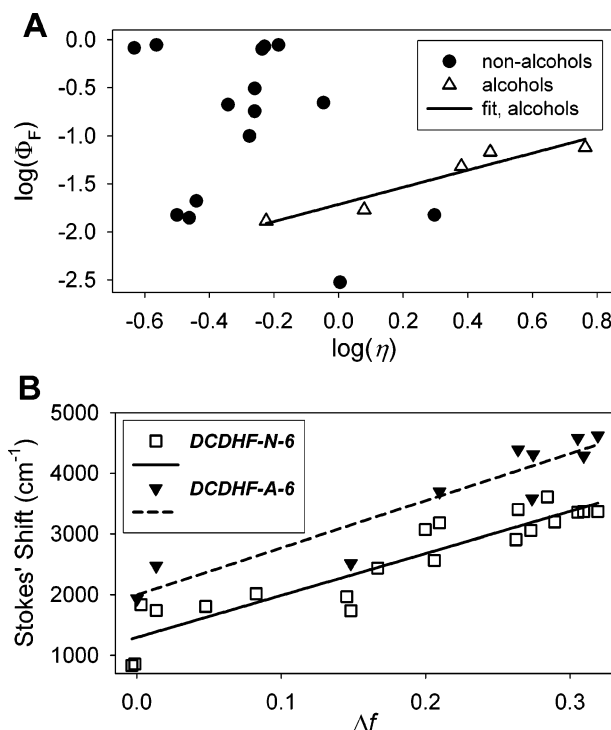 A
log(ΦF)
0.0
-0.5
-1.0
-1.5
-2.0
-2.5
non-alcohols
alcohols
fit, alcohols
-0.6 -0.4 -0.2 0.0 0.2 0.4 0.6 0.8
log(η)
B
Stokes' Shift (cm⁻¹)
5000
4000
3000
2000
1000
DCDHF-N-6
DCDHF-A-6
0.0 0.1 0.2 0.3
Δf